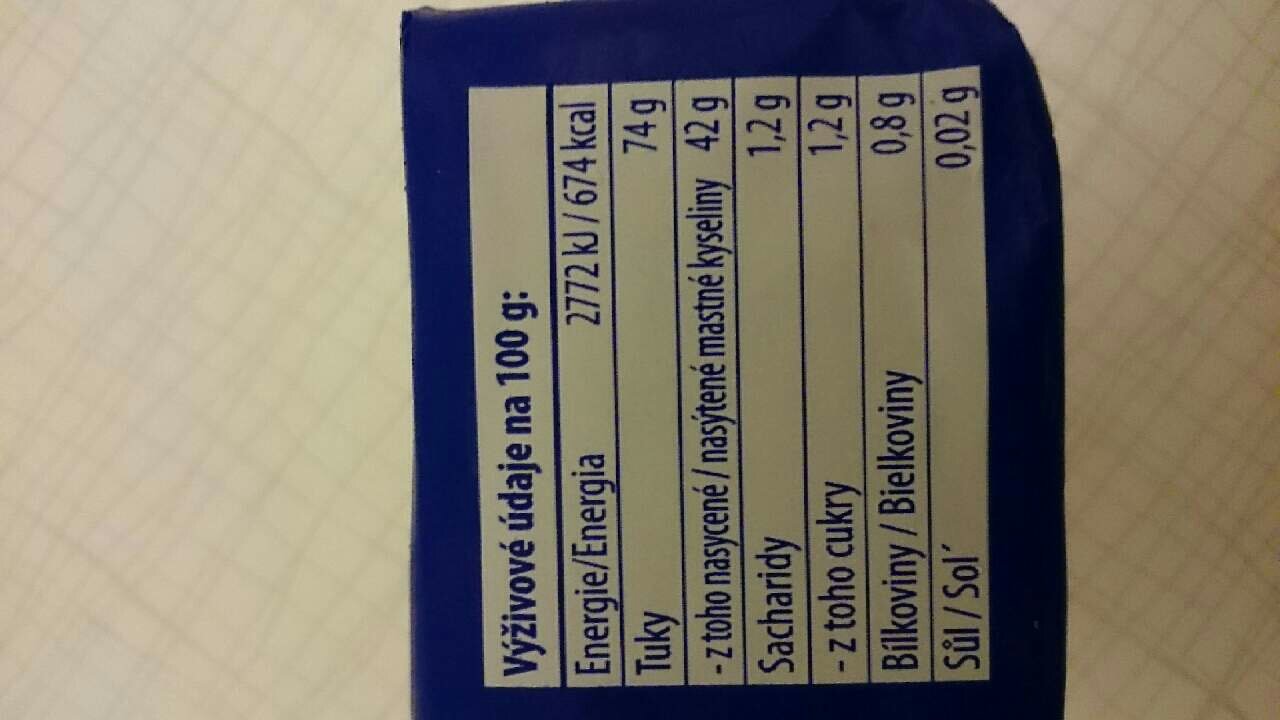 Výživové údaje na 100 g:
Energie/Energia 2772 kJ / 674 kcal
Tuky 74 g
- z toho nasycené / nasýtené mastné kyseliny 42 g
Sacharidy 1,2 g
- z toho cukry 1,2 g
Bílkoviny / Bielkoviny 0,8 g
Sůl / Sol´ 0,02 g